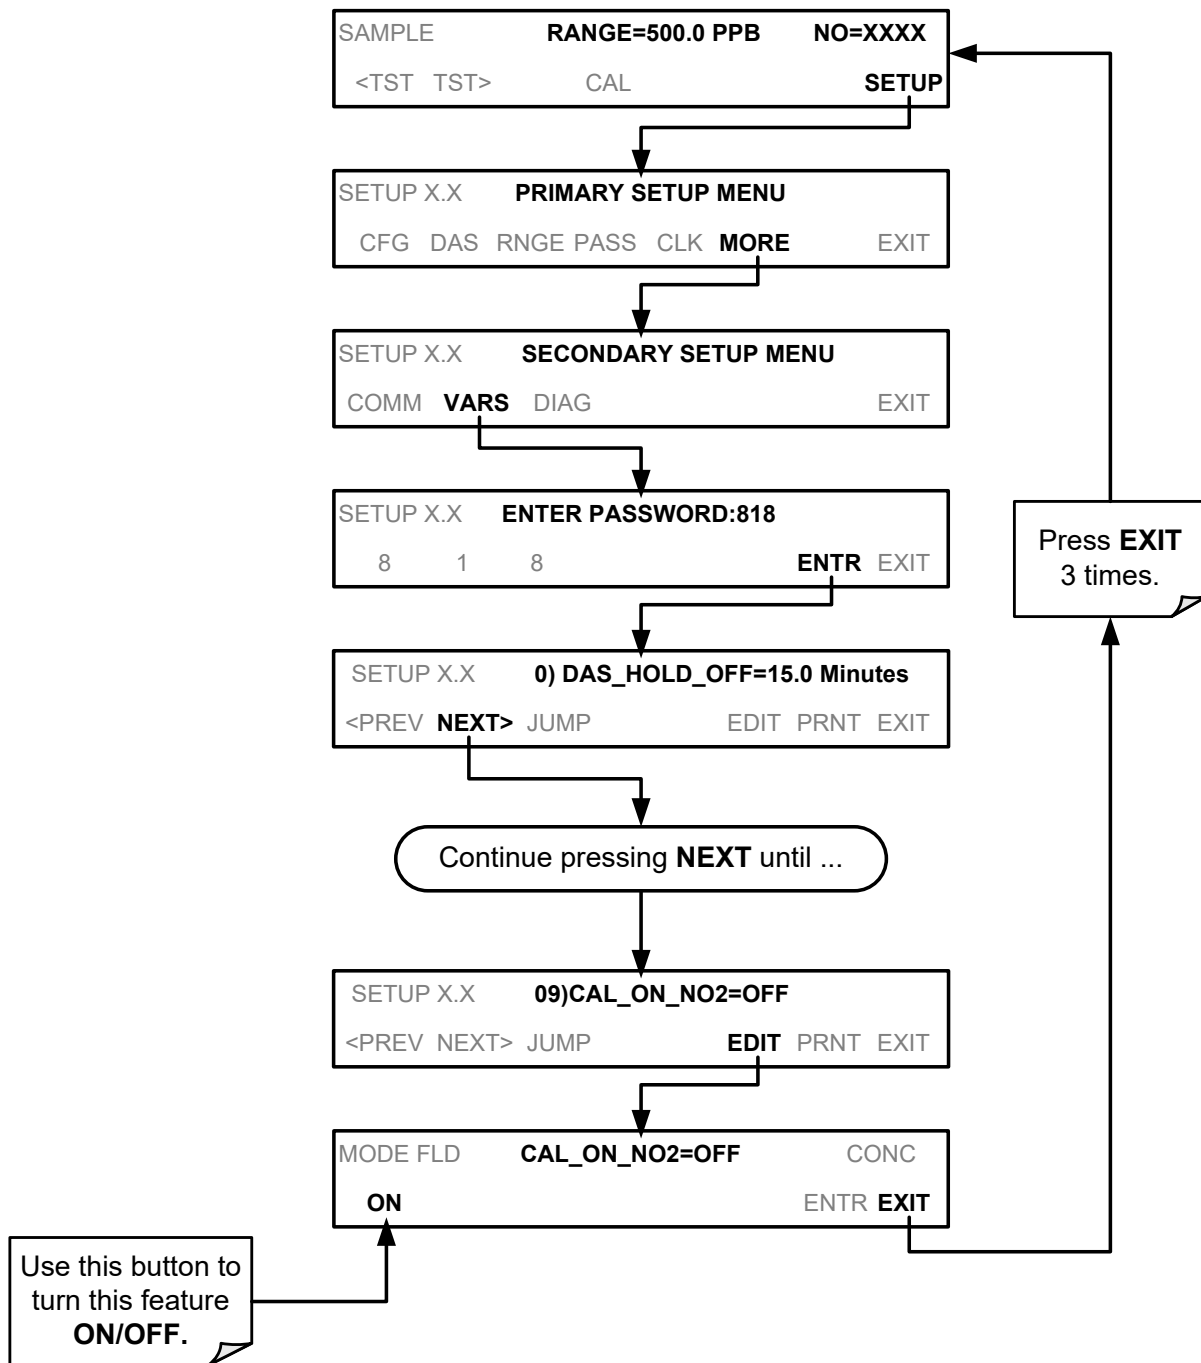 SAMPLE RANGE=500.0 PPB NO=XXXX
<TST TST> CAL SETUP
SETUP X.X PRIMARY SETUP MENU
CFG DAS RNGE PASS CLK MORE EXIT
SETUP X.X SECONDARY SETUP MENU
COMM VARS DIAG EXIT
SETUP X.X ENTER PASSWORD:818
8 1 8 ENTR EXIT
Press EXIT
3 times.
SETUP X.X 0) DAS_HOLD_OFF=15.0 Minutes
<PREV NEXT> JUMP EDIT PRNT EXIT
Continue pressing NEXT until ...
SETUP X.X 09)CAL_ON_NO2=OFF
<PREV NEXT> JUMP EDIT PRNT EXIT
MODE FLD CAL_ON_NO2=OFF CONC
ON ENTR EXIT
Use this button to
turn this feature
ON/OFF.